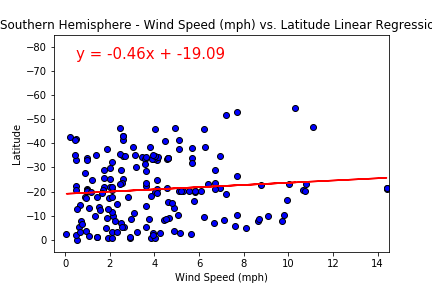 Southern Hemisphere - Wind Speed (mph) vs. Latitude Linear Regressio
y = -0.46x + -19.09
−80
−70
−60
−50
−40
−30
−20
−10
0
Latitude
0 2 4 6 8 10 12 14
Wind Speed (mph)